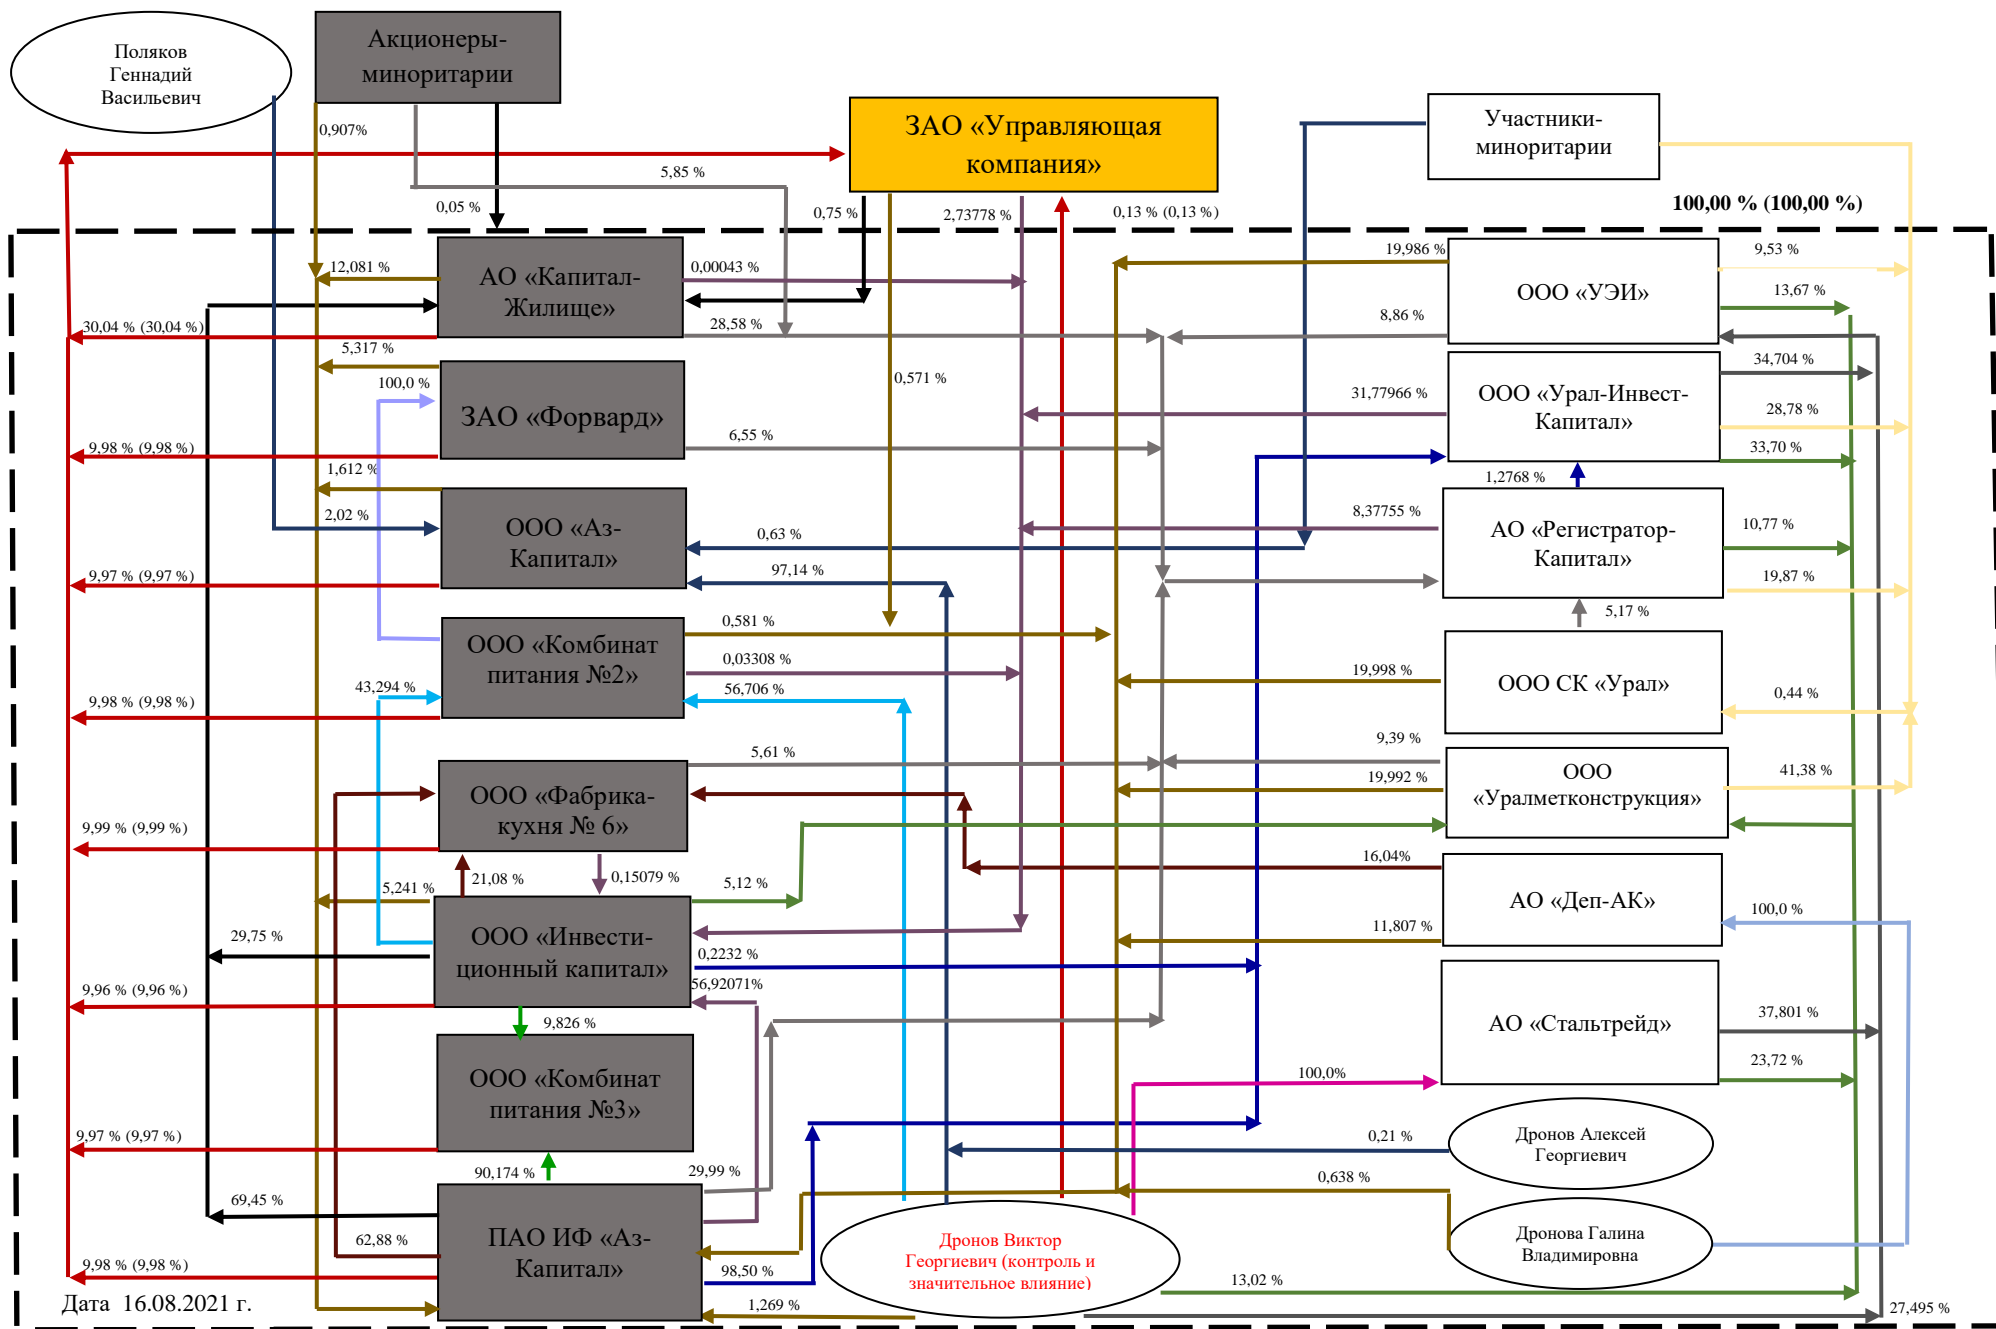 Поляков
Геннадий
Васильевич
Акционеры-
миноритарии
0,907%
5,85 %
0,05 %
ЗАО «Управляющая
компания»
0,75 %
2,73778 %
0,13 % (0,13 %)
Участники-
миноритарии
100,00 % (100,00 %)
12,081 %
АО «Капитал-
Жилище»
0,00043 %
28,58 %
30,04 % (30,04 %)
19,986 %
8,86 %
ООО «УЭИ»
9,53 %
13,67 %
5,317 %
100,0 %
ЗАО «Форвард»
6,55 %
9,98 % (9,98 %)
0,571 %
31,77966 %
ООО «Урал-Инвест-
Капитал»
34,704 %
28,78 %
33,70 %
1,2768 %
1,612 %
2,02 %
ООО «Аз-
Капитал»
0,63 %
97,14 %
9,97 % (9,97 %)
8,37755 %
АО «Регистратор-
Капитал»
10,77 %
19,87 %
5,17 %
ООО «Комбинат
питания №2»
0,581 %
0,03308 %
56,706 %
43,294 %
9,98 % (9,98 %)
19,998 %
ООО СК «Урал»
0,44 %
ООО «Фабрика-
кухня № 6»
5,61 %
9,99 % (9,99 %)
21,08 %
0,15079 %
9,39 %
19,992 %
ООО
«Уралметконструкция»
41,38 %
5,241 %
5,12 %
ООО «Инвести-
ционный капитал»
0,2232 %
56,92071%
29,75 %
9,96 % (9,96 %)
9,826 %
16,04%
АО «Деп-АК»
100,0 %
11,807 %
ООО «Комбинат
питания №3»
9,97 % (9,97 %)
90,174 %
29,99 %
АО «Стальтрейд»
37,801 %
23,72 %
100,0%
0,21 %
Дронов Алексей
Георгиевич
69,45 %
62,88 %
ПАО ИФ «Аз-
Капитал»
9,98 % (9,98 %)
98,50 %
1,269 %
Дронов Виктор
Георгиевич (контроль и
значительное влияние)
0,638 %
Дронова Галина
Владимировна
13,02 %
27,495 %
Дата 16.08.2021 г.